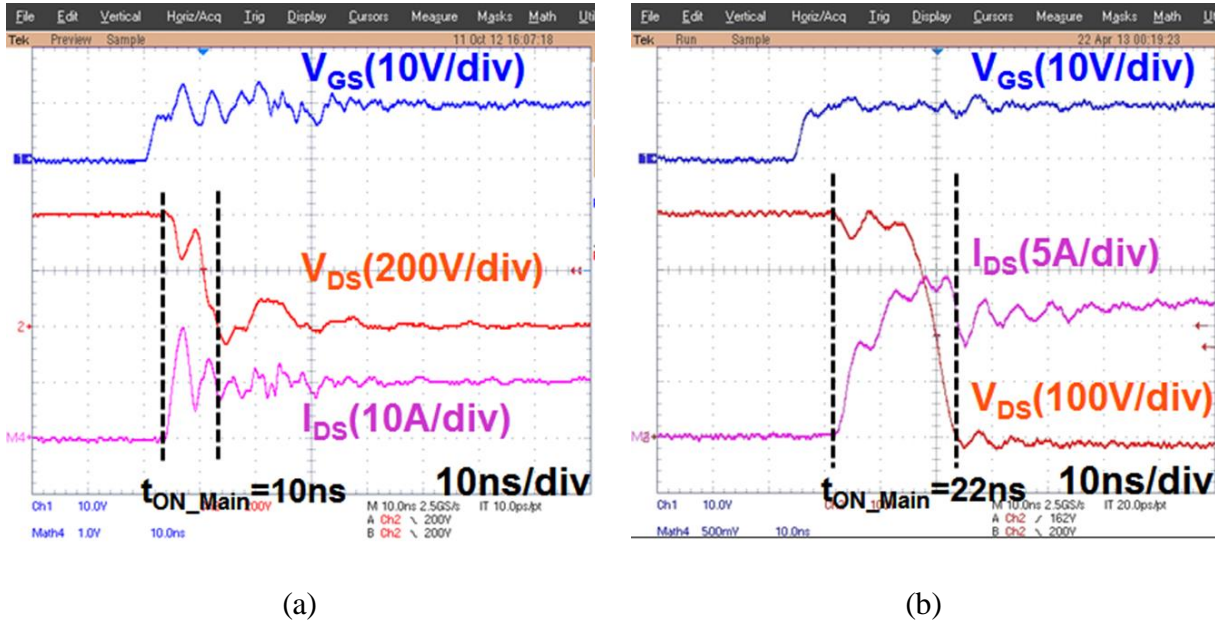 File Edit Vertical Horiz/Acq Trig Display Cursors Measure Masks Math
Tek Preview Sample 11 Oct 12 16:07:18
VGS(10V/div)
VDS(200V/div)
2
IDS(10A/div)
M4
tON_Main=10ns 10ns/div
Ch1 10.0V 200V M 10.0ns 2.5GS/s IT 10.0ps/pt
A Ch2 200V
Math4 1.0V 10.0ns B Ch2 200V
(a)
File Edit Vertical Horiz/Acq Trig Display Cursors Measure Masks Math
Tek Run Sample 22 Apr 13 00:19:23
VGS(10V/div)
IDS(5A/div)
VDS(100V/div)
10ns/div
tON_Main=22ns
Ch1 10.0V M 10.0ns 2.5GS/s IT 20.0ps/pt
A Ch2 162V
Math4 500mV 10.0ns B Ch2 200V
(b)